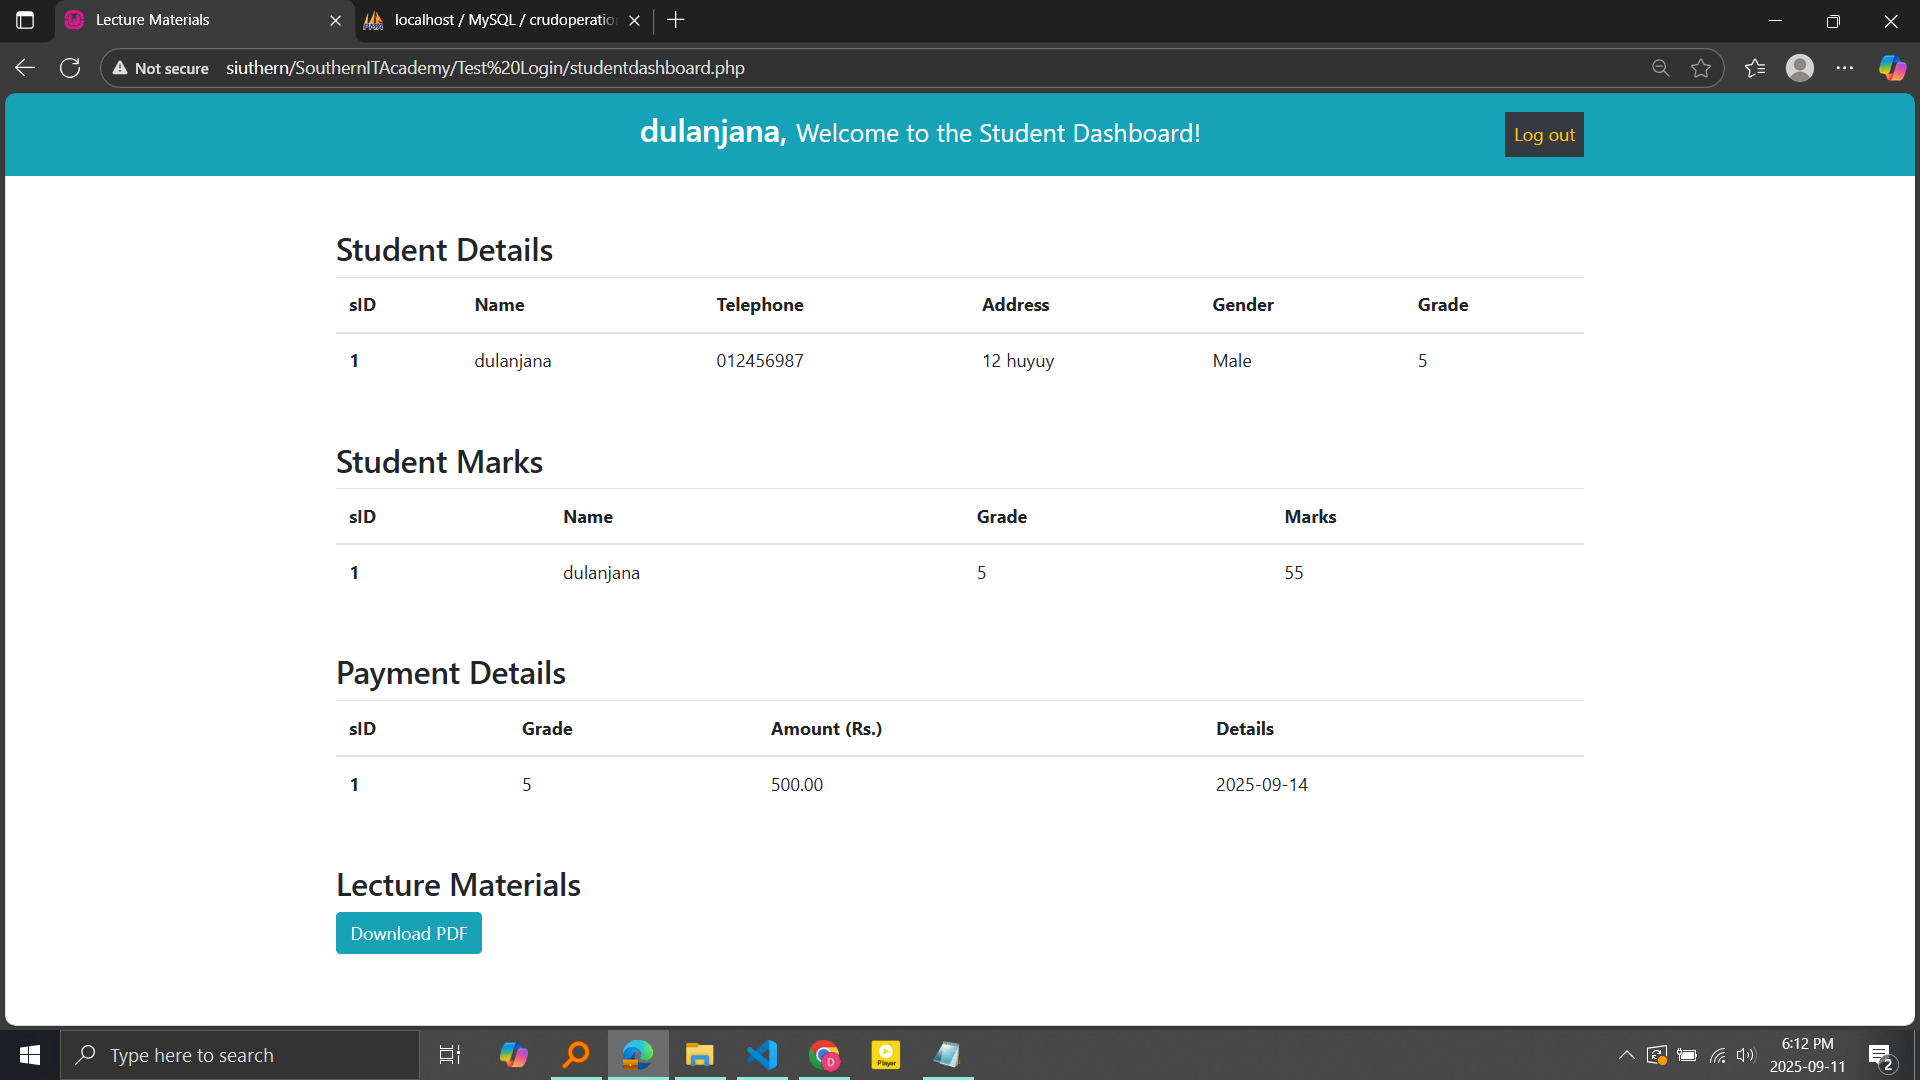 Lecture Materials
localhost / MySQL / crudoperatio
Not secure siuthern/SouthernITAcademy/Test%20Login/studentdashboard.php
dulanjana, Welcome to the Student Dashboard!
Log out
Student Details
sID Name Telephone Address Gender Grade
1 dulanjana 012456987 12 huyuy Male 5
Student Marks
sID Name Grade Marks
1 dulanjana 5 55
Payment Details
sID Grade Amount (Rs.) Details
1 5 500.00 2025-09-14
Lecture Materials
Download PDF
Type here to search
D
Player
6:12 PM
2025-09-11
2